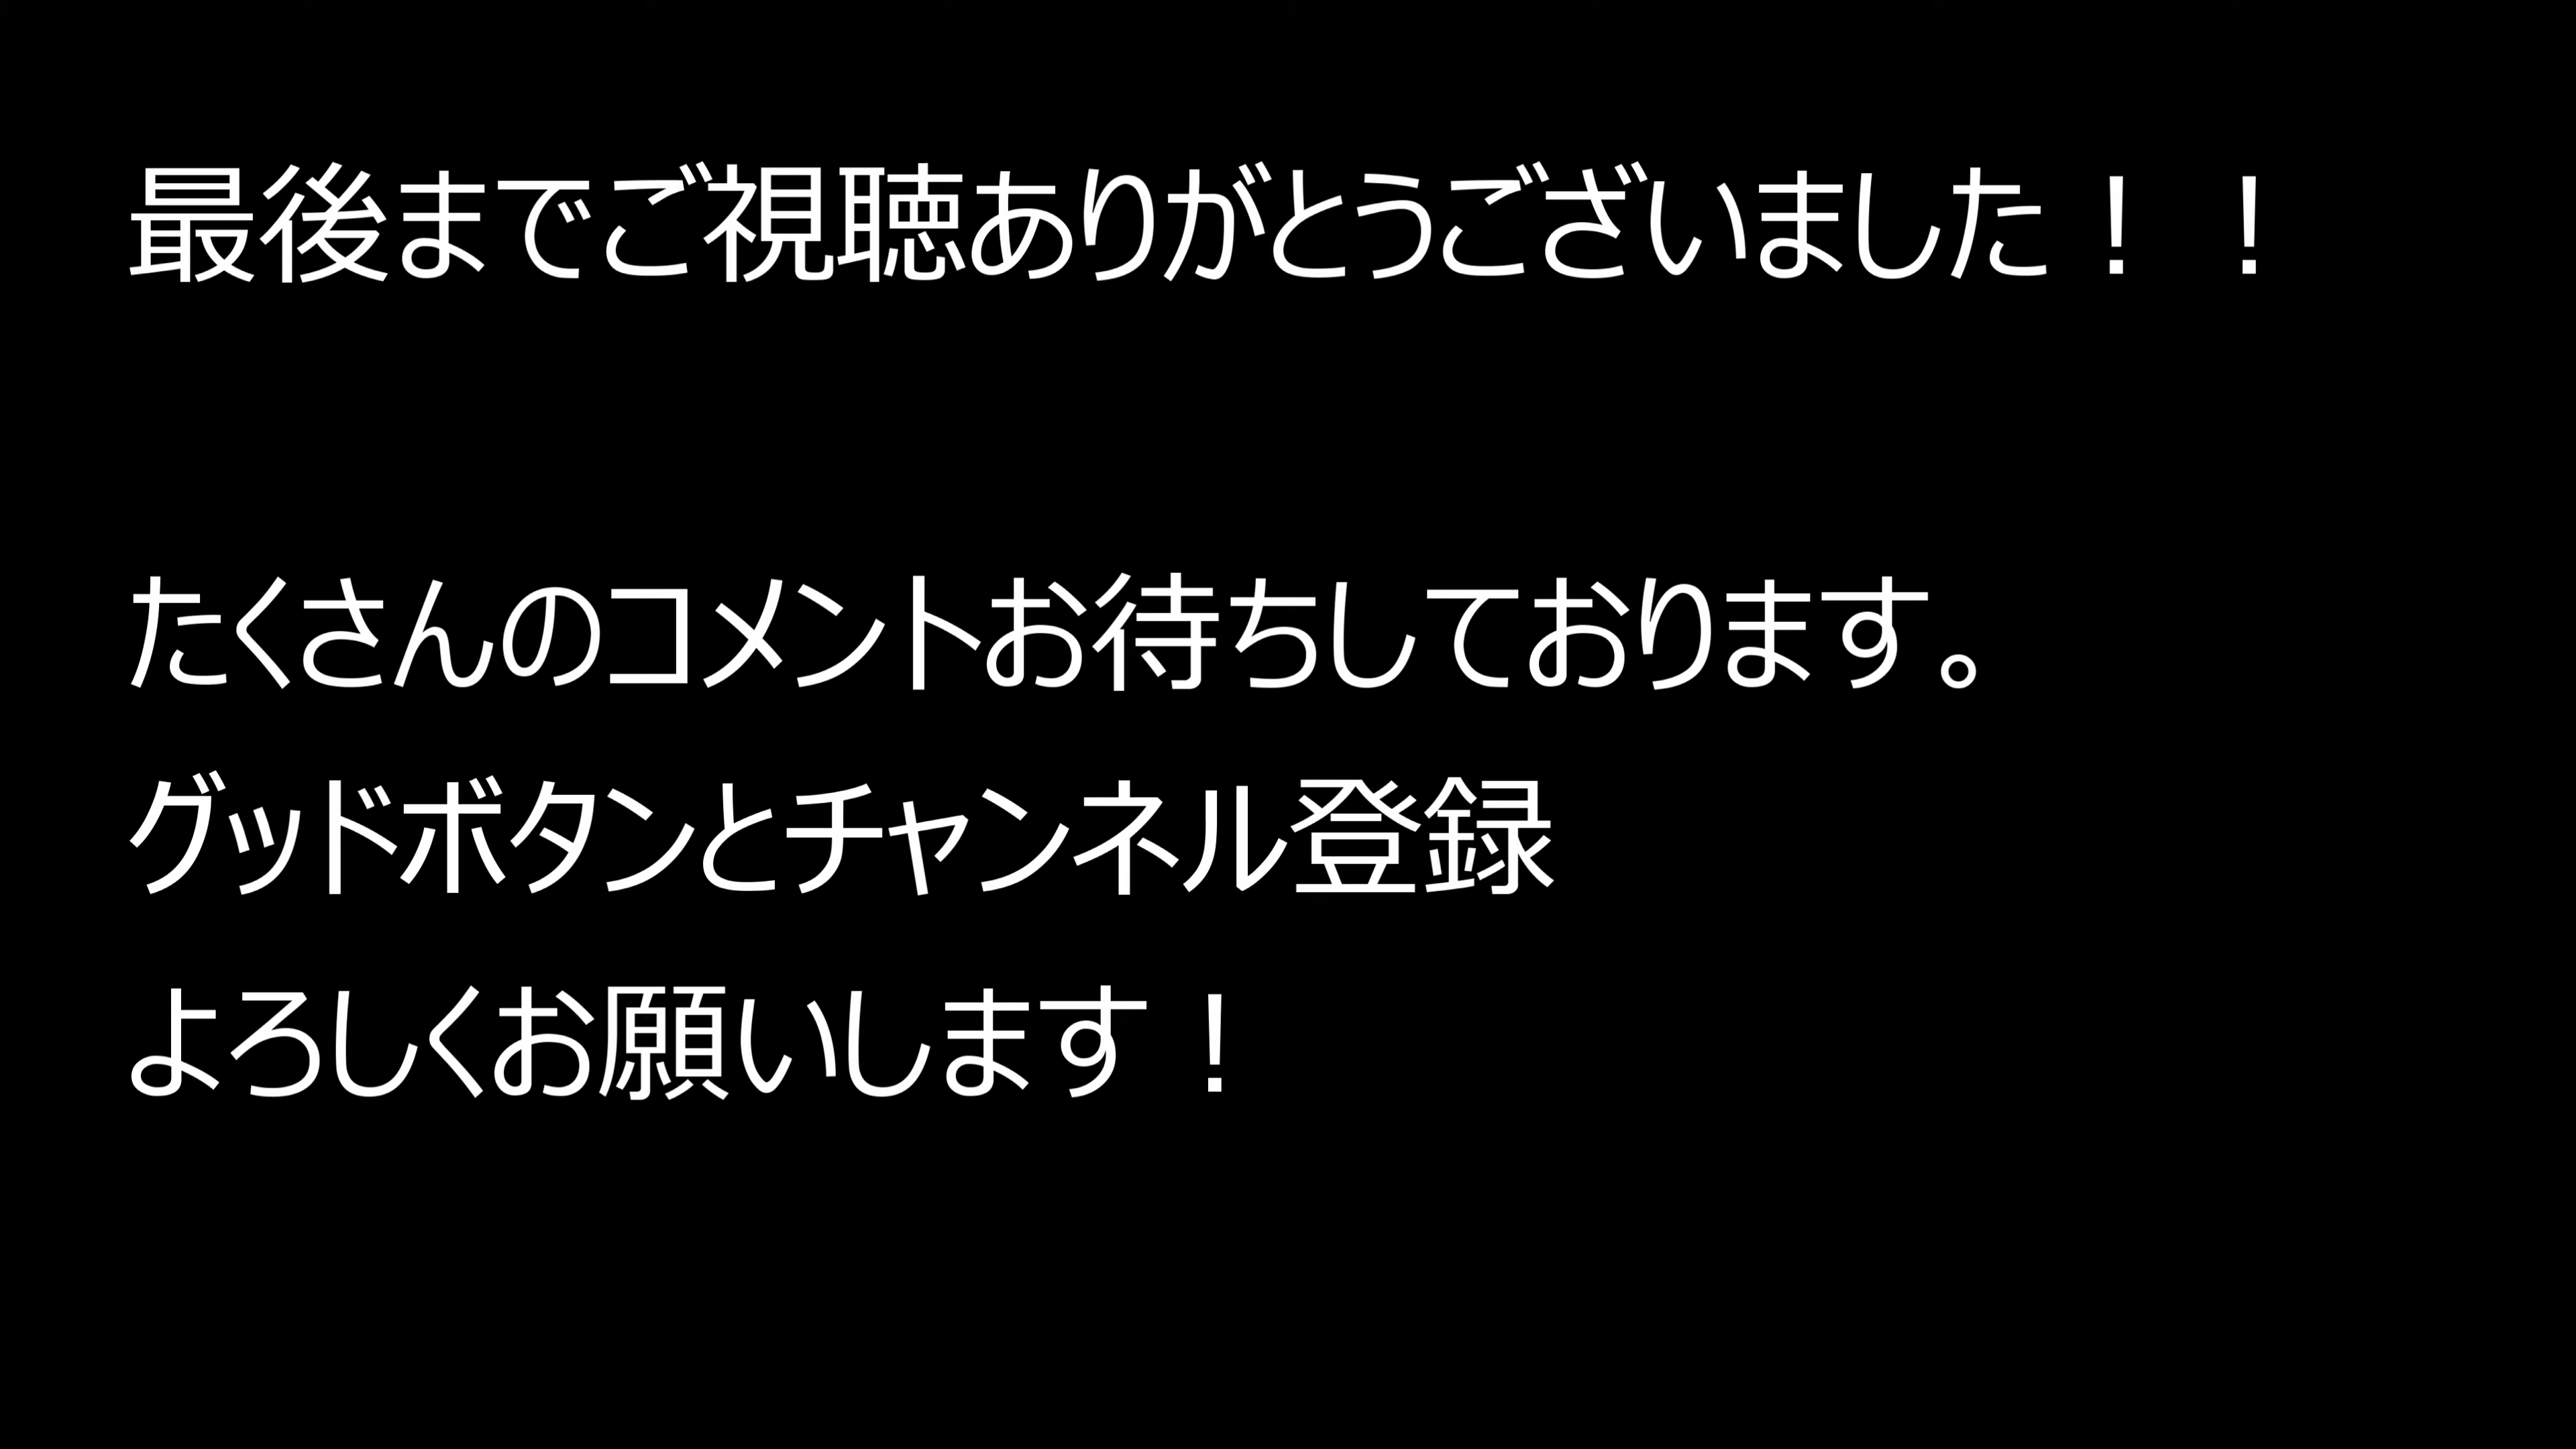 最後までご視聴ありがとうございました！！
たくさんのコメントお待ちしております。
グッドボタンとチャンネル登録
よろしくお願いします！